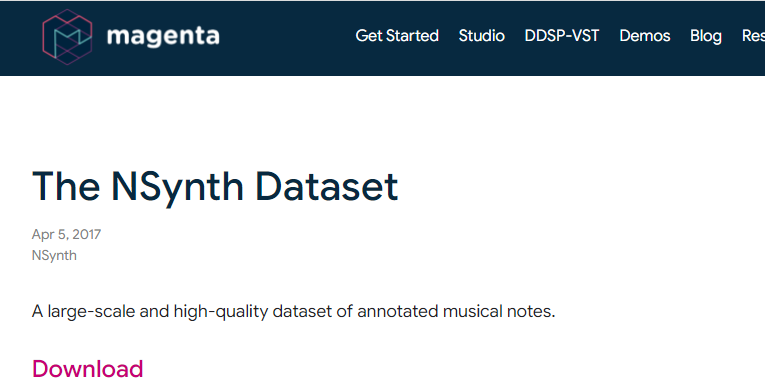 magenta
Get Started Studio DDSP-VST Demos Blog Res
The NSynth Dataset
Apr 5, 2017
NSynth
A large-scale and high-quality dataset of annotated musical notes.
Download